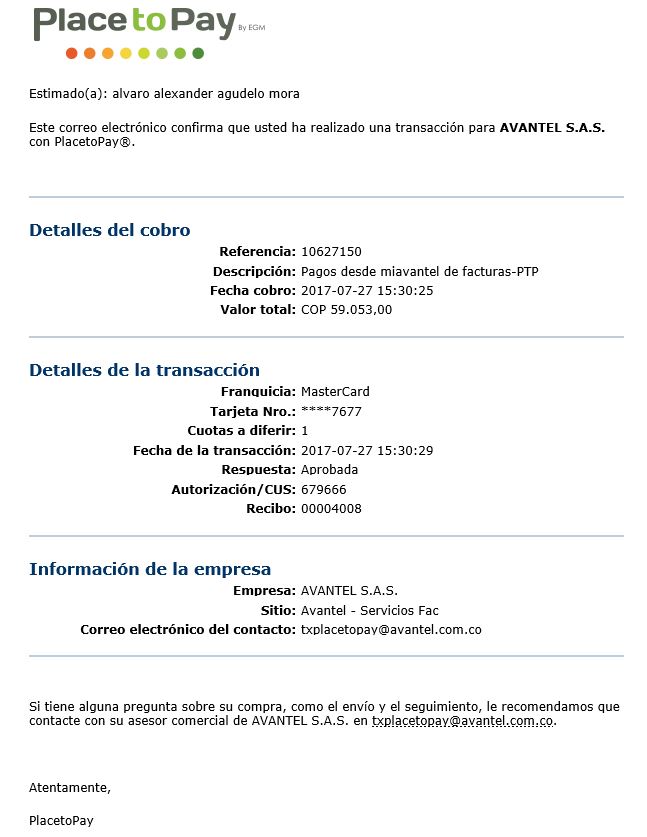 Place to Pay By EGM
Estimado(a): alvaro alexander agudelo mora
Este correo electrónico confirma que usted ha realizado una transacción para AVANTEL S.A.S.
con PlacetoPay®.
Detalles del cobro
Referencia: 10627150
Descripción: Pagos desde miavantel de facturas-PTP
Fecha cobro: 2017-07-27 15:30:25
Valor total: COP 59.053,00
Detalles de la transacción
Franquicia: MasterCard
Tarjeta Nro.: ****7677
Cuotas a diferir: 1
Fecha de la transacción: 2017-07-27 15:30:29
Respuesta: Aprobada
Autorización/CUS: 679666
Recibo: 00004008
Información de la empresa
Empresa: AVANTEL S.A.S.
Sitio: Avantel - Servicios Fac
Correo electrónico del contacto: txplacetopay@avantel.com.co
Si tiene alguna pregunta sobre su compra, como el envío y el seguimiento, le recomendamos que
contacte con su asesor comercial de AVANTEL S.A.S. en txplacetopay@avantel.com.co.
Atentamente,
PlacetoPay